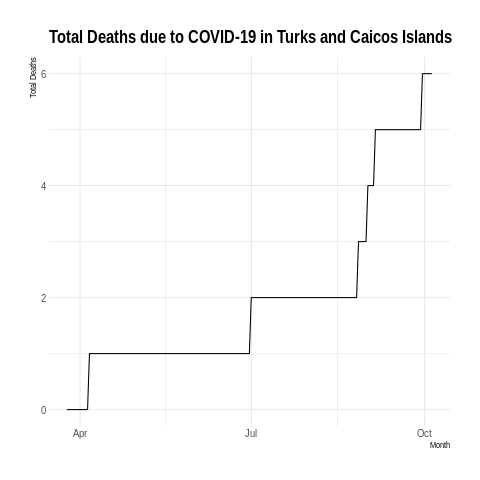 Total Deaths due to COVID-19 in Turks and Caicos Islands
Total Deaths
6
4
2
0
Apr
Jul
Oct
Month